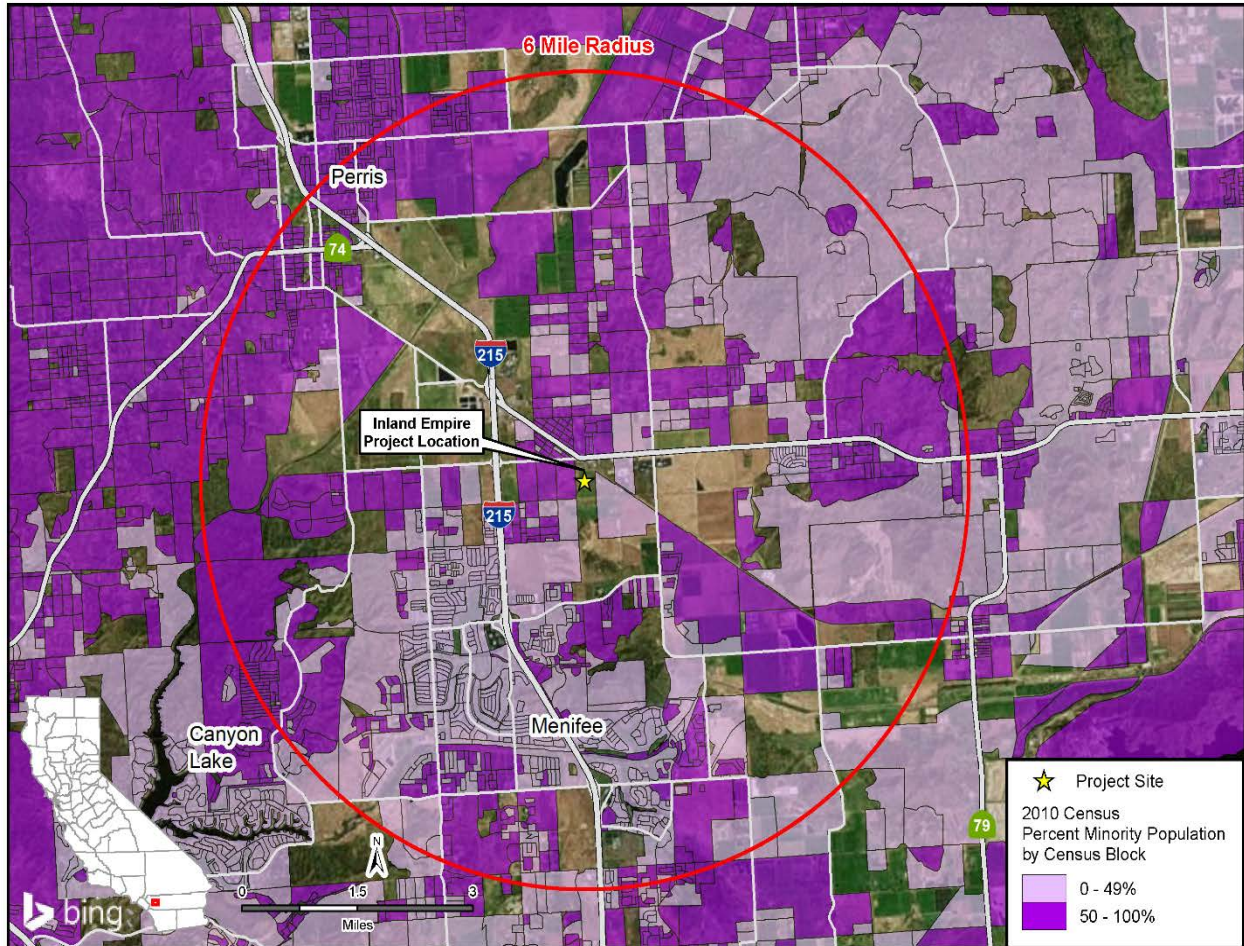 6 Mile Radius
Perris
74
215
Inland Empire
Project Location
215
Menifee
Canyon
Lake
79
N
0 1.5 3
Miles
bing
Project Site
2010 Census
Percent Minority Population
by Census Block
0 - 49%
50 - 100%